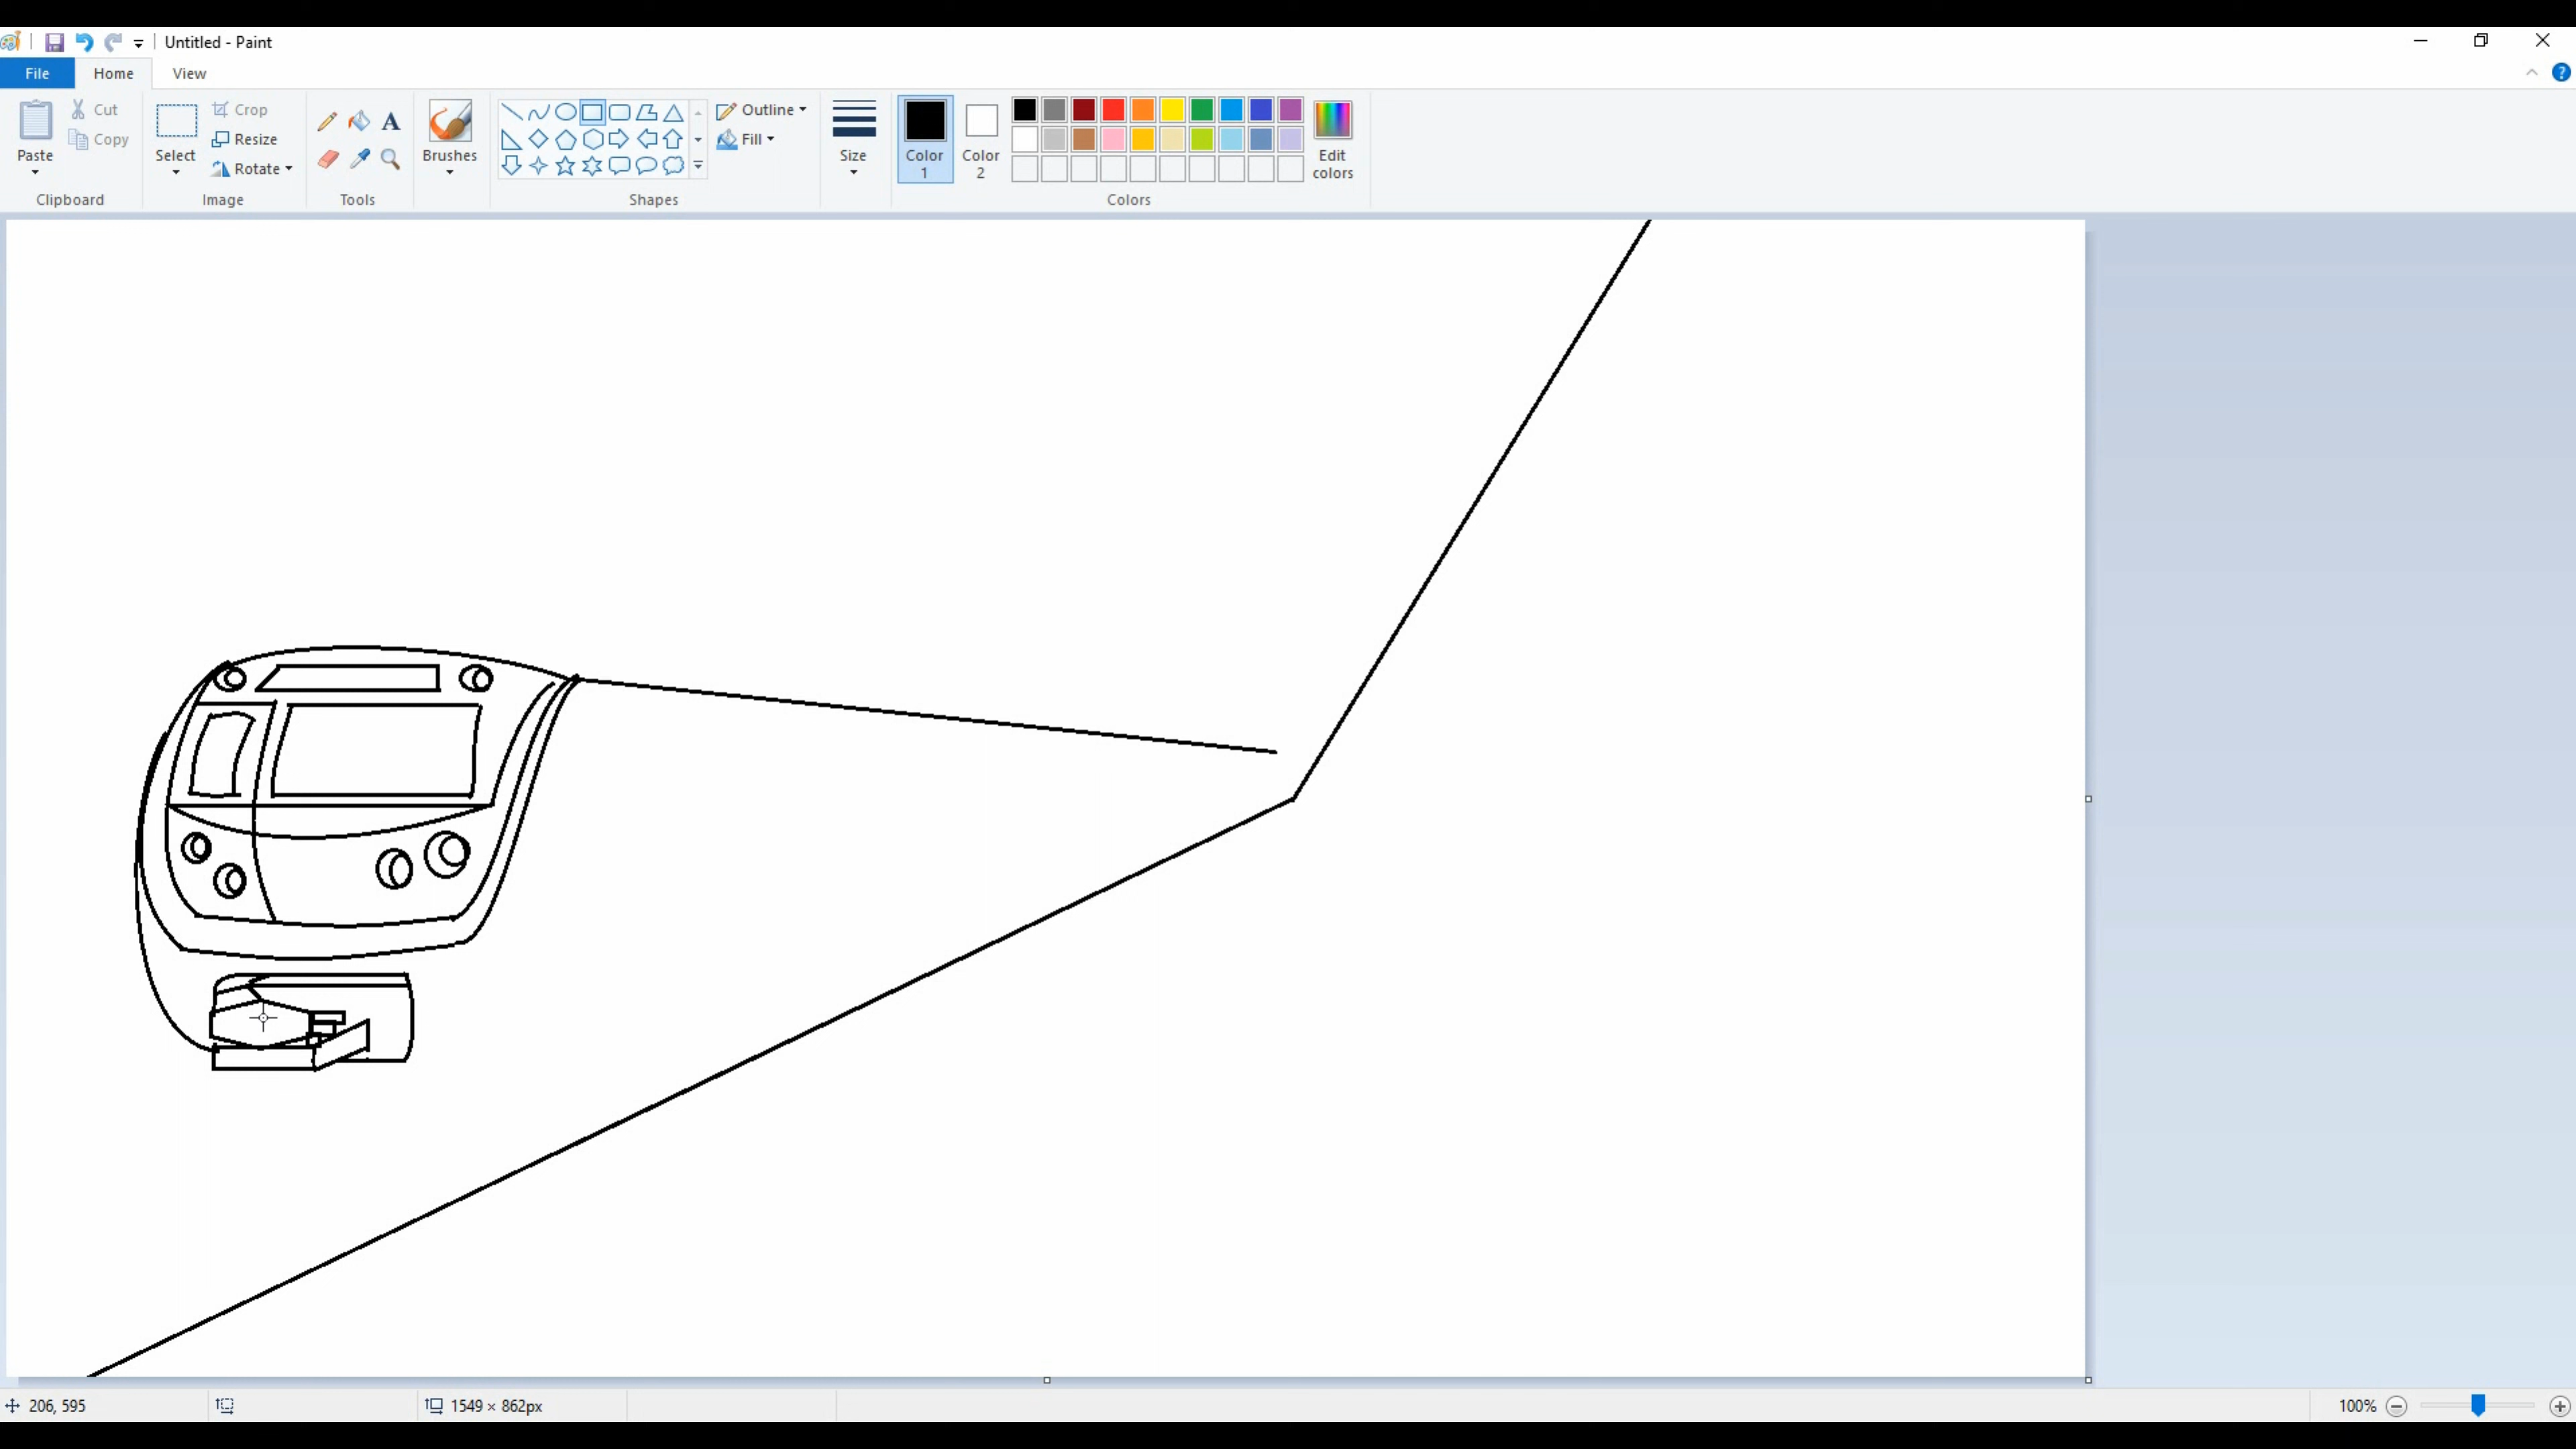 Untitled - Paint
File Home View
Paste
Cut
Copy
Clipboard
Select
Crop
Resize
Rotate
Image
A
Tools
Brushes
Shapes
Outline
Fill
Size
Color 1
Color 2
Edit colors
Colors
206, 595
1549 × 862px
100%